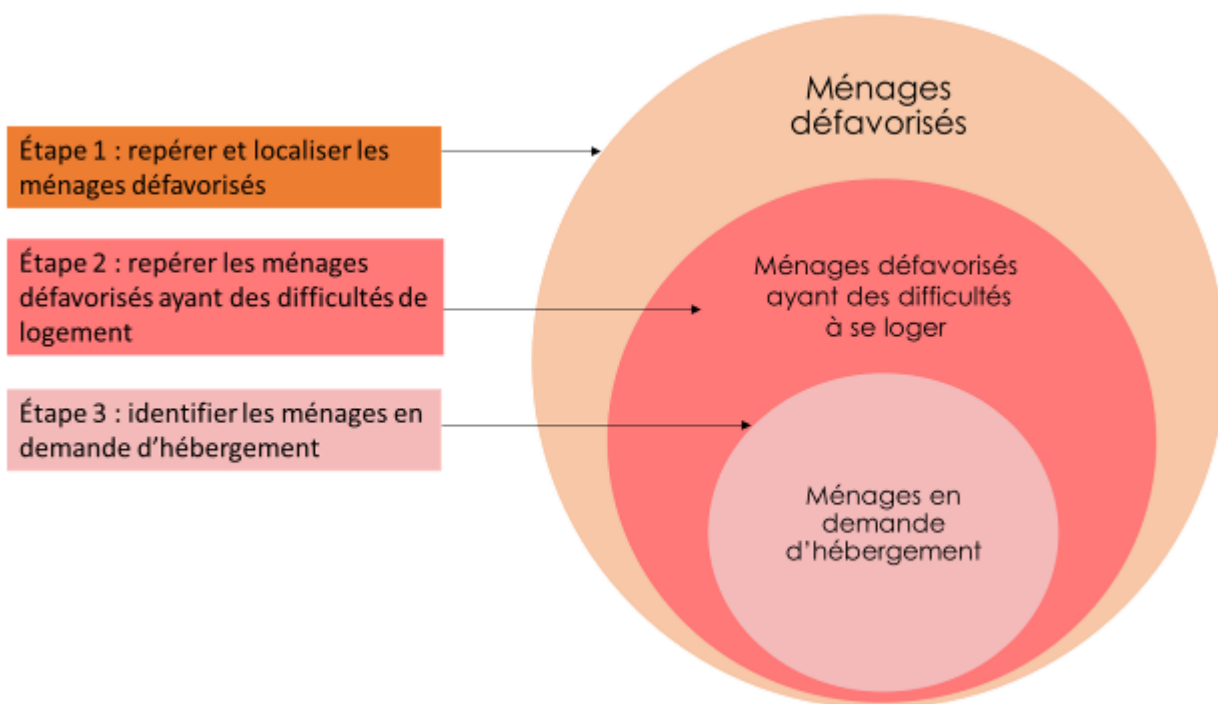 Étape 1 : repérer et localiser les
ménages défavorisés
Étape 2 : repérer les ménages
défavorisés ayant des difficultés de
logement
Étape 3 : identifier les ménages en
demande d'hébergement
Ménages
défavorisés
Ménages défavorisés
ayant des difficultés
à se loger
Ménages en
demande
d'hébergement